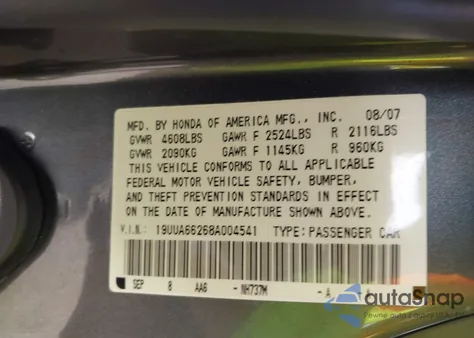 MFD. BY HONDA OF AMERICA MFG., INC. 08/07
GVWR 4608LBS GAWR F 2524LBS R 2116LBS
GVWR 2090KG GAWR F 1145KG R 960KG
THIS VEHICLE CONFORMS TO ALL APPLICABLE
FEDERAL MOTOR VEHICLE SAFETY, BUMPER,
AND THEFT PREVENTION STANDARDS IN EFFECT
ON THE DATE OF MANUFACTURE SHOWN ABOVE.
V.I.N.: 19UUA66268A004541 TYPE: PASSENGER CAR
SEP 8 AA6 -NH737M -A
autoSnap
Pewne auto z